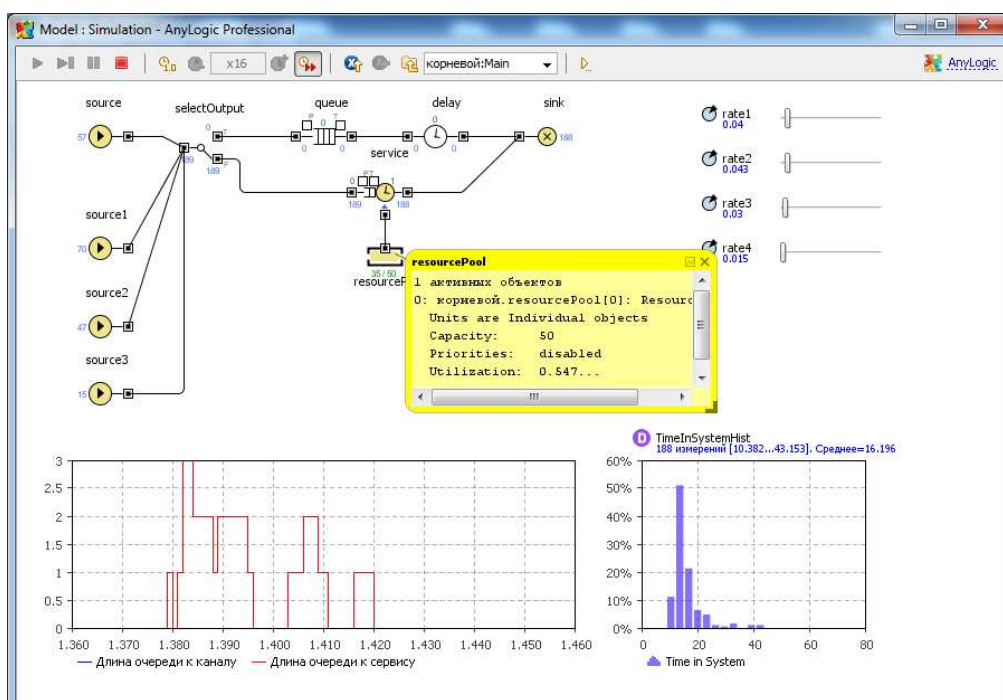 Model : Simulation - AnyLogic Professional
x16
корневой:Main
AnyLogic
source
selectOutput
queue
delay
sink
57
189
0
T
189
F
P
T
0
0
0
0
0
0
188
service
P T
0
1
189
188
source1
70
source2
47
source3
15
35 / 50
resourceP
rate1
0.04
rate2
0.043
rate3
0.03
rate4
0.015
resourcePool
1 активных объектов
0: корневой.resourcePool[0]: Resourc
Units are Individual objects
Capacity: 50
Priorities: disabled
Utilization: 0.547...
3
2.5
2
1.5
1
0.5
0
1.360 1.370 1.380 1.390 1.400 1.410 1.420 1.430 1.440 1.450 1.460
Длина очереди к каналу Длина очереди к сервису
D TimeInSystemHist
188 измерений [10.382...43.153]. Среднее=16.196
60%
50%
40%
30%
20%
10%
0%
0 20 40 60 80
Time in System